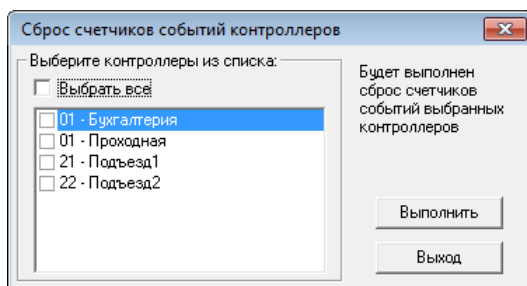 Сброс счетчиков событий контроллеров
Выберите контроллеры из списка:
Выбрать все
01 - Бухгалтерия
01 - Проходная
21 - Подъезд1
22 - Подъезд2
Будет выполнен
сброс счетчиков
событий выбранных
контроллеров
Выполнить
Выход